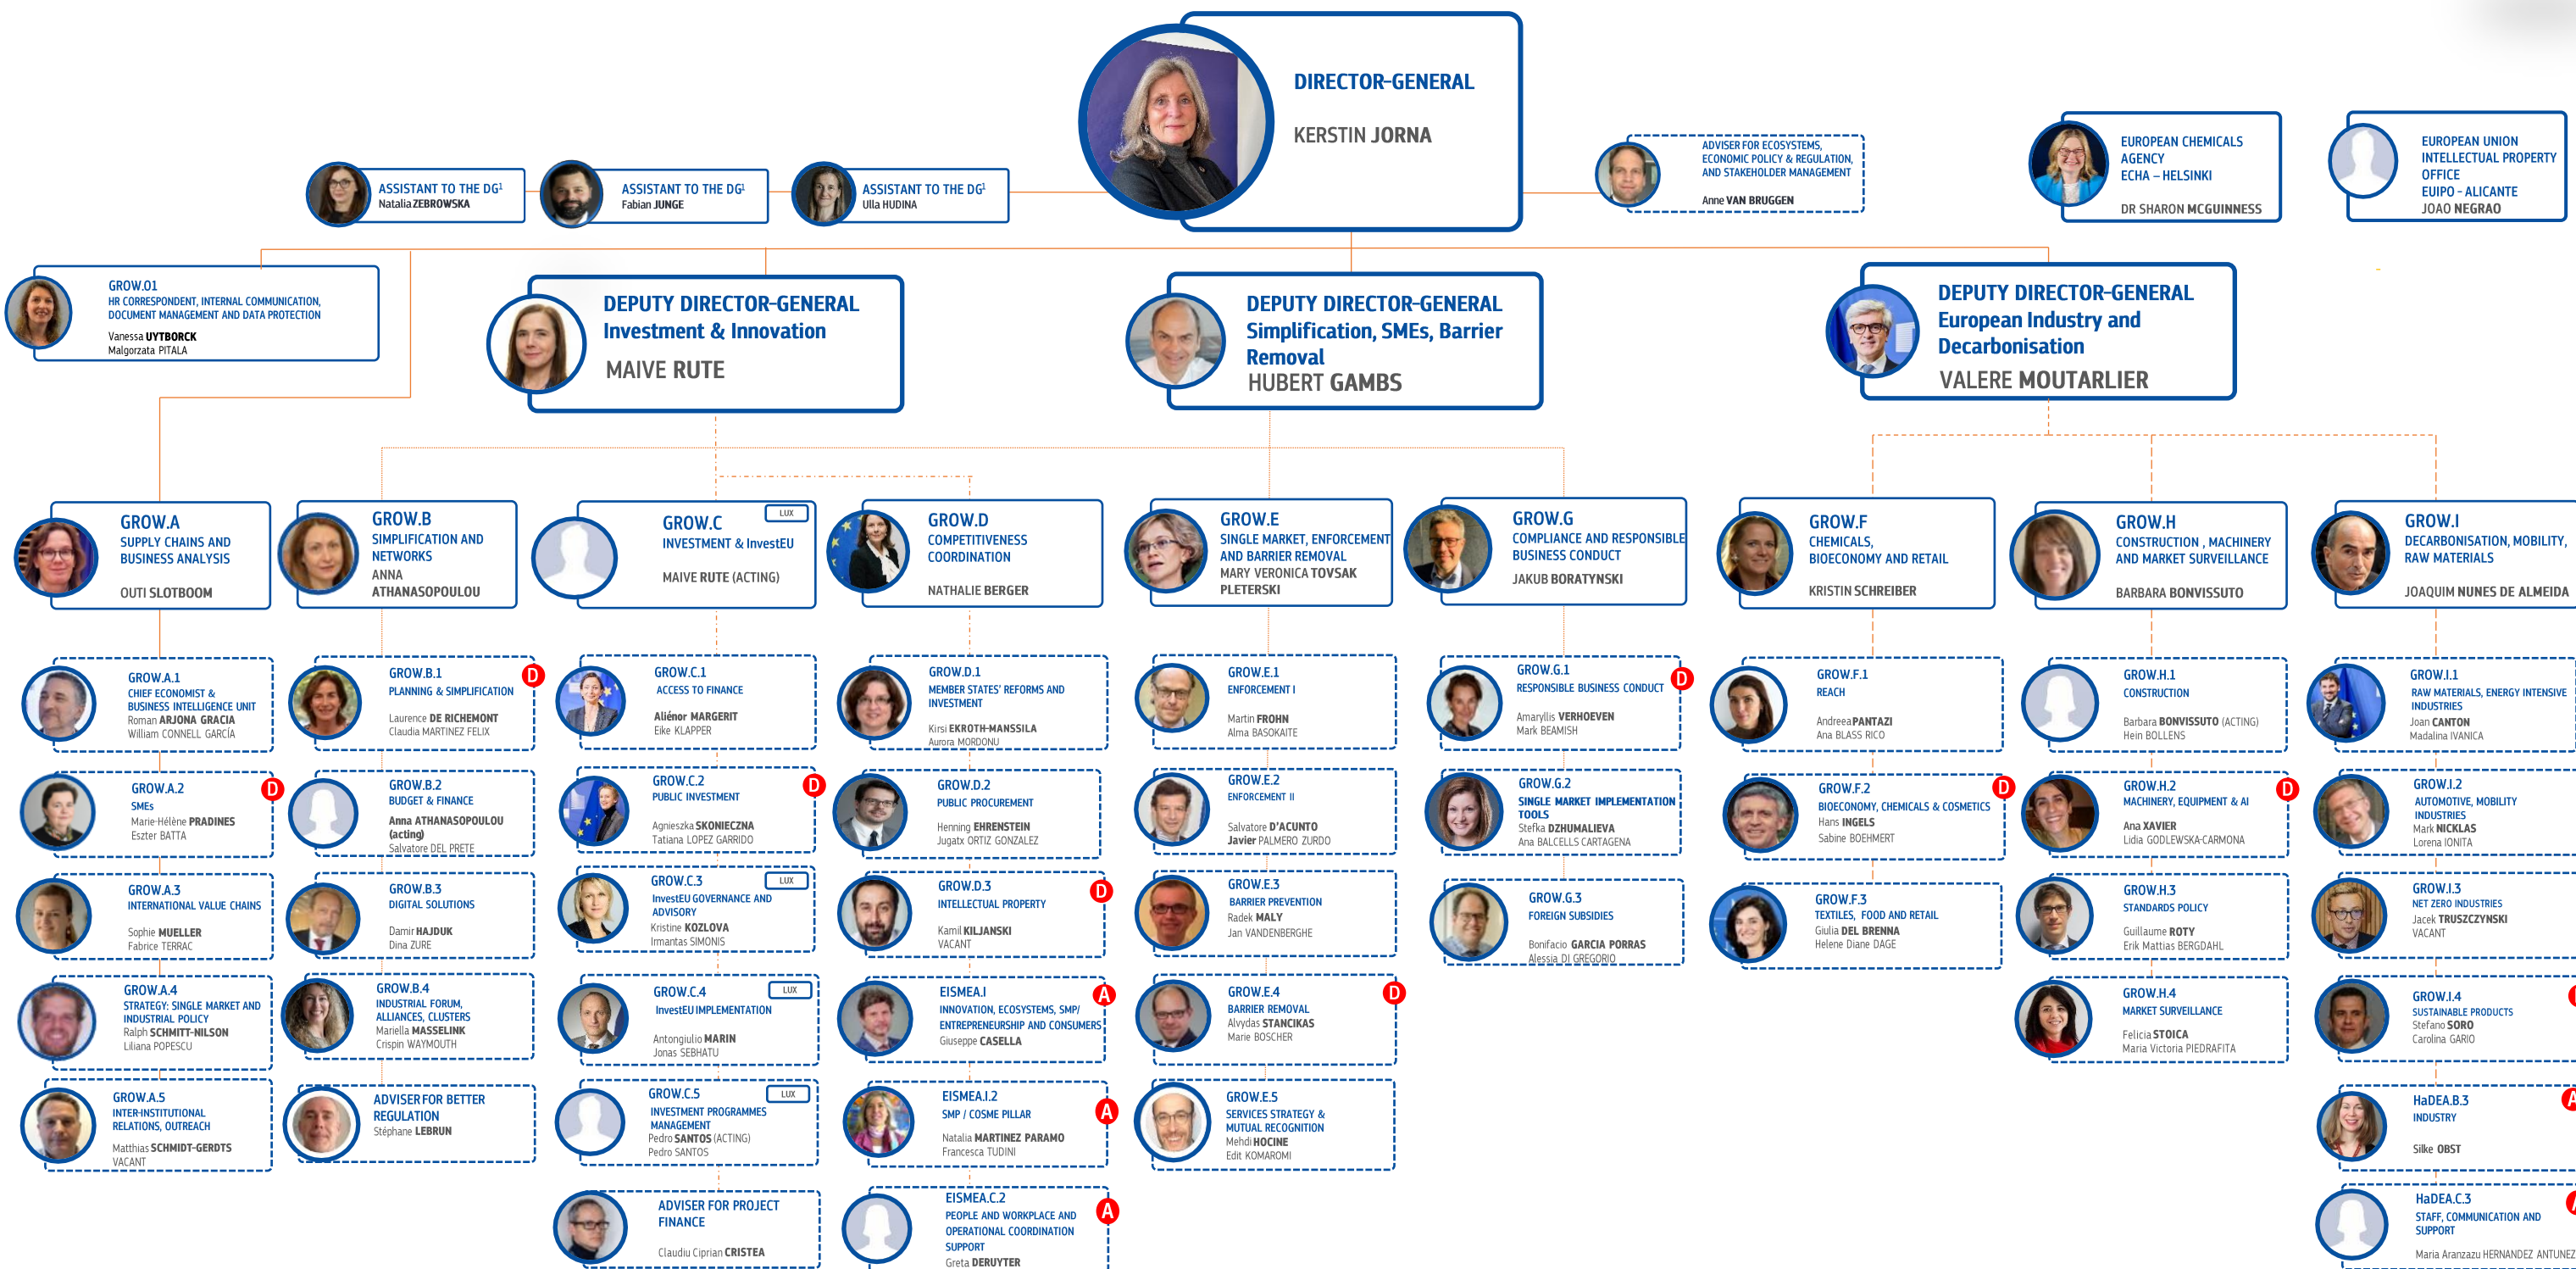 DIRECTOR-GENERAL
KERSTIN JORNA
ASSISTANT TO THE DG¹
Natalia ZEBROWSKA
ASSISTANT TO THE DG¹
Fabian JUNGE
ASSISTANT TO THE DG¹
Ulla HUDINA
ADVISER FOR ECOSYSTEMS,
ECONOMIC POLICY & REGULATION,
AND STAKEHOLDER MANAGEMENT
Anne VAN BRUGGEN
EUROPEAN CHEMICALS
AGENCY
ECHA – HELSINKI
DR SHARON MCGUINNESS
EUROPEAN UNION
INTELLECTUAL PROPERTY
OFFICE
EUIPO - ALICANTE
JOAO NEGRAO
GROW.01
HR CORRESPONDENT, INTERNAL COMMUNICATION,
DOCUMENT MANAGEMENT AND DATA PROTECTION
Vanessa UYTBORCK
Malgorzata PITALA
DEPUTY DIRECTOR-GENERAL
Investment & Innovation
MAIVE RUTE
DEPUTY DIRECTOR-GENERAL
Simplification, SMEs, Barrier
Removal
HUBERT GAMBS
DEPUTY DIRECTOR-GENERAL
European Industry and
Decarbonisation
VALERE MOUTARLIER
GROW.A
SUPPLY CHAINS AND
BUSINESS ANALYSIS
OUTI SLOTBOOM
GROW.B
SIMPLIFICATION AND
NETWORKS
ANNA
ATHANASOPOULOU
LUX
GROW.C
INVESTMENT & InvestEU
MAIVE RUTE (ACTING)
GROW.D
COMPETITIVENESS
COORDINATION
NATHALIE BERGER
GROW.E
SINGLE MARKET, ENFORCEMENT
AND BARRIER REMOVAL
MARY VERONICA TOVSAK
PLETERSKI
GROW.G
COMPLIANCE AND RESPONSIBLE
BUSINESS CONDUCT
JAKUB BORATYNSKI
GROW.F
CHEMICALS,
BIOECONOMY AND RETAIL
KRISTIN SCHREIBER
GROW.H
CONSTRUCTION , MACHINERY
AND MARKET SURVEILLANCE
BARBARA BONVISSUTO
GROW.I
DECARBONISATION, MOBILITY,
RAW MATERIALS
JOAQUIM NUNES DE ALMEIDA
GROW.A.1
CHIEF ECONOMIST &
BUSINESS INTELLIGENCE UNIT
Roman ARJONA GRACIA
William CONNELL GARCÍA
GROW.B.1
D
PLANNING & SIMPLIFICATION
Laurence DE RICHEMONT
Claudia MARTINEZ FELIX
GROW.C.1
ACCESS TO FINANCE
Aliénor MARGERIT
Eike KLAPPER
GROW.D.1
MEMBER STATES' REFORMS AND
INVESTMENT
Kirsi EKROTH-MANSSILA
Aurora MORDONU
GROW.E.1
ENFORCEMENT I
Martin FROHN
Alma BASOKAITE
GROW.G.1
D
RESPONSIBLE BUSINESS CONDUCT
Amaryllis VERHOEVEN
Mark BEAMISH
GROW.F.1
REACH
Andreea PANTAZI
Ana BLASS RICO
GROW.H.1
CONSTRUCTION
Barbara BONVISSUTO (ACTING)
Hein BOLLENS
GROW.I.1
RAW MATERIALS, ENERGY INTENSIVE
INDUSTRIES
Joan CANTON
Madalina IVANICA
GROW.A.2
D
SMEs
Marie-Hélène PRADINES
Eszter BATTA
GROW.B.2
BUDGET & FINANCE
Anna ATHANASOPOULOU
(acting)
Salvatore DEL PRETE
GROW.C.2
D
PUBLIC INVESTMENT
Agnieszka SKONIECZNA
Tatiana LOPEZ GARRIDO
GROW.D.2
PUBLIC PROCUREMENT
Henning EHRENSTEIN
Jugatx ORTIZ GONZALEZ
GROW.E.2
ENFORCEMENT II
Salvatore D'ACUNTO
Javier PALMERO ZURDO
GROW.G.2
SINGLE MARKET IMPLEMENTATION
TOOLS
Stefka DZHUMALIEVA
Ana BALCELLS CARTAGENA
GROW.F.2
D
BIOECONOMY, CHEMICALS & COSMETICS
Hans INGELS
Sabine BOEHMERT
GROW.H.2
D
MACHINERY, EQUIPMENT & AI
Ana XAVIER
Lidia GODLEWSKA-CARMONA
GROW.I.2
AUTOMOTIVE, MOBILITY
INDUSTRIES
Mark NICKLAS
Lorena IONITA
GROW.A.3
INTERNATIONAL VALUE CHAINS
Sophie MUELLER
Fabrice TERRAC
GROW.B.3
DIGITAL SOLUTIONS
Damir HAJDUK
Dina ZURE
GROW.C.3
LUX
InvestEU GOVERNANCE AND
ADVISORY
Kristine KOZLOVA
Irmantas SIMONIS
GROW.D.3
D
INTELLECTUAL PROPERTY
Kamil KILJANSKI
VACANT
GROW.E.3
BARRIER PREVENTION
Radek MALY
Jan VANDENBERGHE
GROW.G.3
FOREIGN SUBSIDIES
Bonifacio GARCIA PORRAS
Alessia DI GREGORIO
GROW.F.3
TEXTILES, FOOD AND RETAIL
Giulia DEL BRENNA
Helene Diane DAGE
GROW.H.3
STANDARDS POLICY
Guillaume ROTY
Erik Mattias BERGDAHL
GROW.I.3
NET ZERO INDUSTRIES
Jacek TRUSZCZYNSKI
VACANT
GROW.A.4
STRATEGY: SINGLE MARKET AND
INDUSTRIAL POLICY
Ralph SCHMITT-NILSON
Liliana POPESCU
GROW.B.4
INDUSTRIAL FORUM,
ALLIANCES, CLUSTERS
Mariella MASSELINK
Crispin WAYMOUTH
GROW.C.4
LUX
InvestEU IMPLEMENTATION
Antongiulio MARIN
Jonas SEBHATU
EISMEA.I
A
INNOVATION, ECOSYSTEMS, SMP/
ENTREPRENEURSHIP AND CONSUMERS
Giuseppe CASELLA
GROW.E.4
D
BARRIER REMOVAL
Alvydas STANCIKAS
Marie BOSCHER
GROW.H.4
MARKET SURVEILLANCE
Felicia STOICA
Maria Victoria PIEDRAFITA
GROW.I.4
SUSTAINABLE PRODUCTS
Stefano SORO
Carolina GARIO
GROW.A.5
INTER-INSTITUTIONAL
RELATIONS, OUTREACH
Matthias SCHMIDT-GERDTS
VACANT
ADVISER FOR BETTER
REGULATION
Stéphane LEBRUN
GROW.C.5
LUX
INVESTMENT PROGRAMMES
MANAGEMENT
Pedro SANTOS (ACTING)
Pedro SANTOS
EISMEA.I.2
A
SMP / COSME PILLAR
Natalia MARTINEZ PARAMO
Francesca TUDINI
GROW.E.5
SERVICES STRATEGY &
MUTUAL RECOGNITION
Mehdi HOCINE
Edit KOMAROMI
HaDEA.B.3
A
INDUSTRY
Silke OBST
ADVISER FOR PROJECT
FINANCE
Claudiu Ciprian CRISTEA
EISMEA.C.2
A
PEOPLE AND WORKPLACE AND
OPERATIONAL COORDINATION
SUPPORT
Greta DERUYTER
HaDEA.C.3
STAFF, COMMUNICATION AND
SUPPORT
Maria Aranzazu HERNANDEZ ANTUNEZ